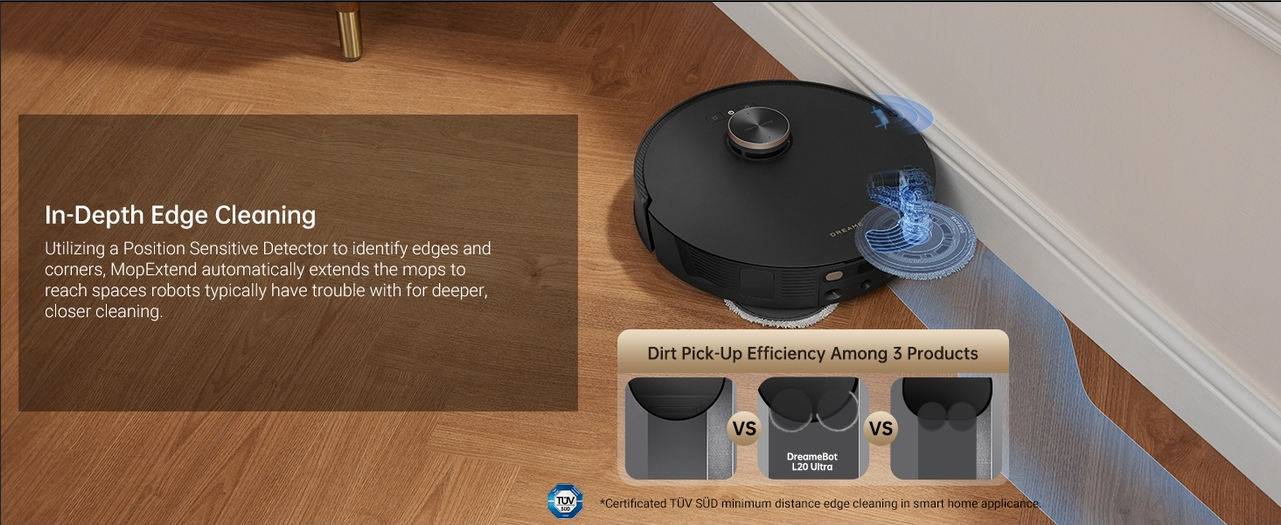 In-Depth Edge Cleaning
Utilizing a Position Sensitive Detector to identify edges and
corners, MopExtend automatically extends the mops to
reach spaces robots typically have trouble with for deeper,
closer cleaning.
DREAME
Dirt Pick-Up Efficiency Among 3 Products
VS
VS
DreameBot
L20 Ultra
TÜV
SÜD
*Certificated TÜV SÜD minimum distance edge cleaning in smart home applicance.